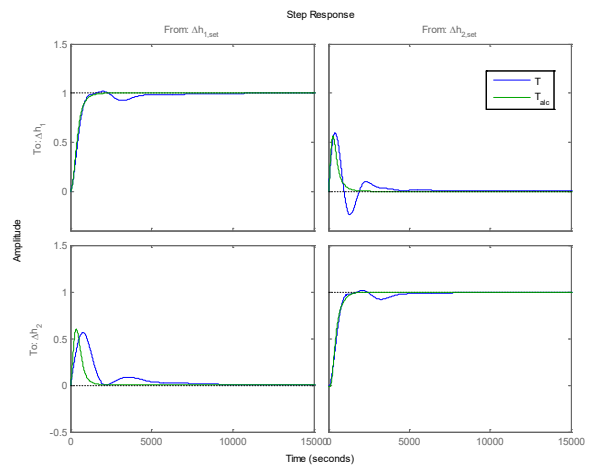 Step Response
From: Δh1,set
From: Δh2,set
1.5
1
0.5
0
To: Δh1
T
Talc
Amplitude
1.5
1
0.5
0
-0.5
To: Δh2
0
5000
10000
15000
0
5000
10000
15000
Time (seconds)